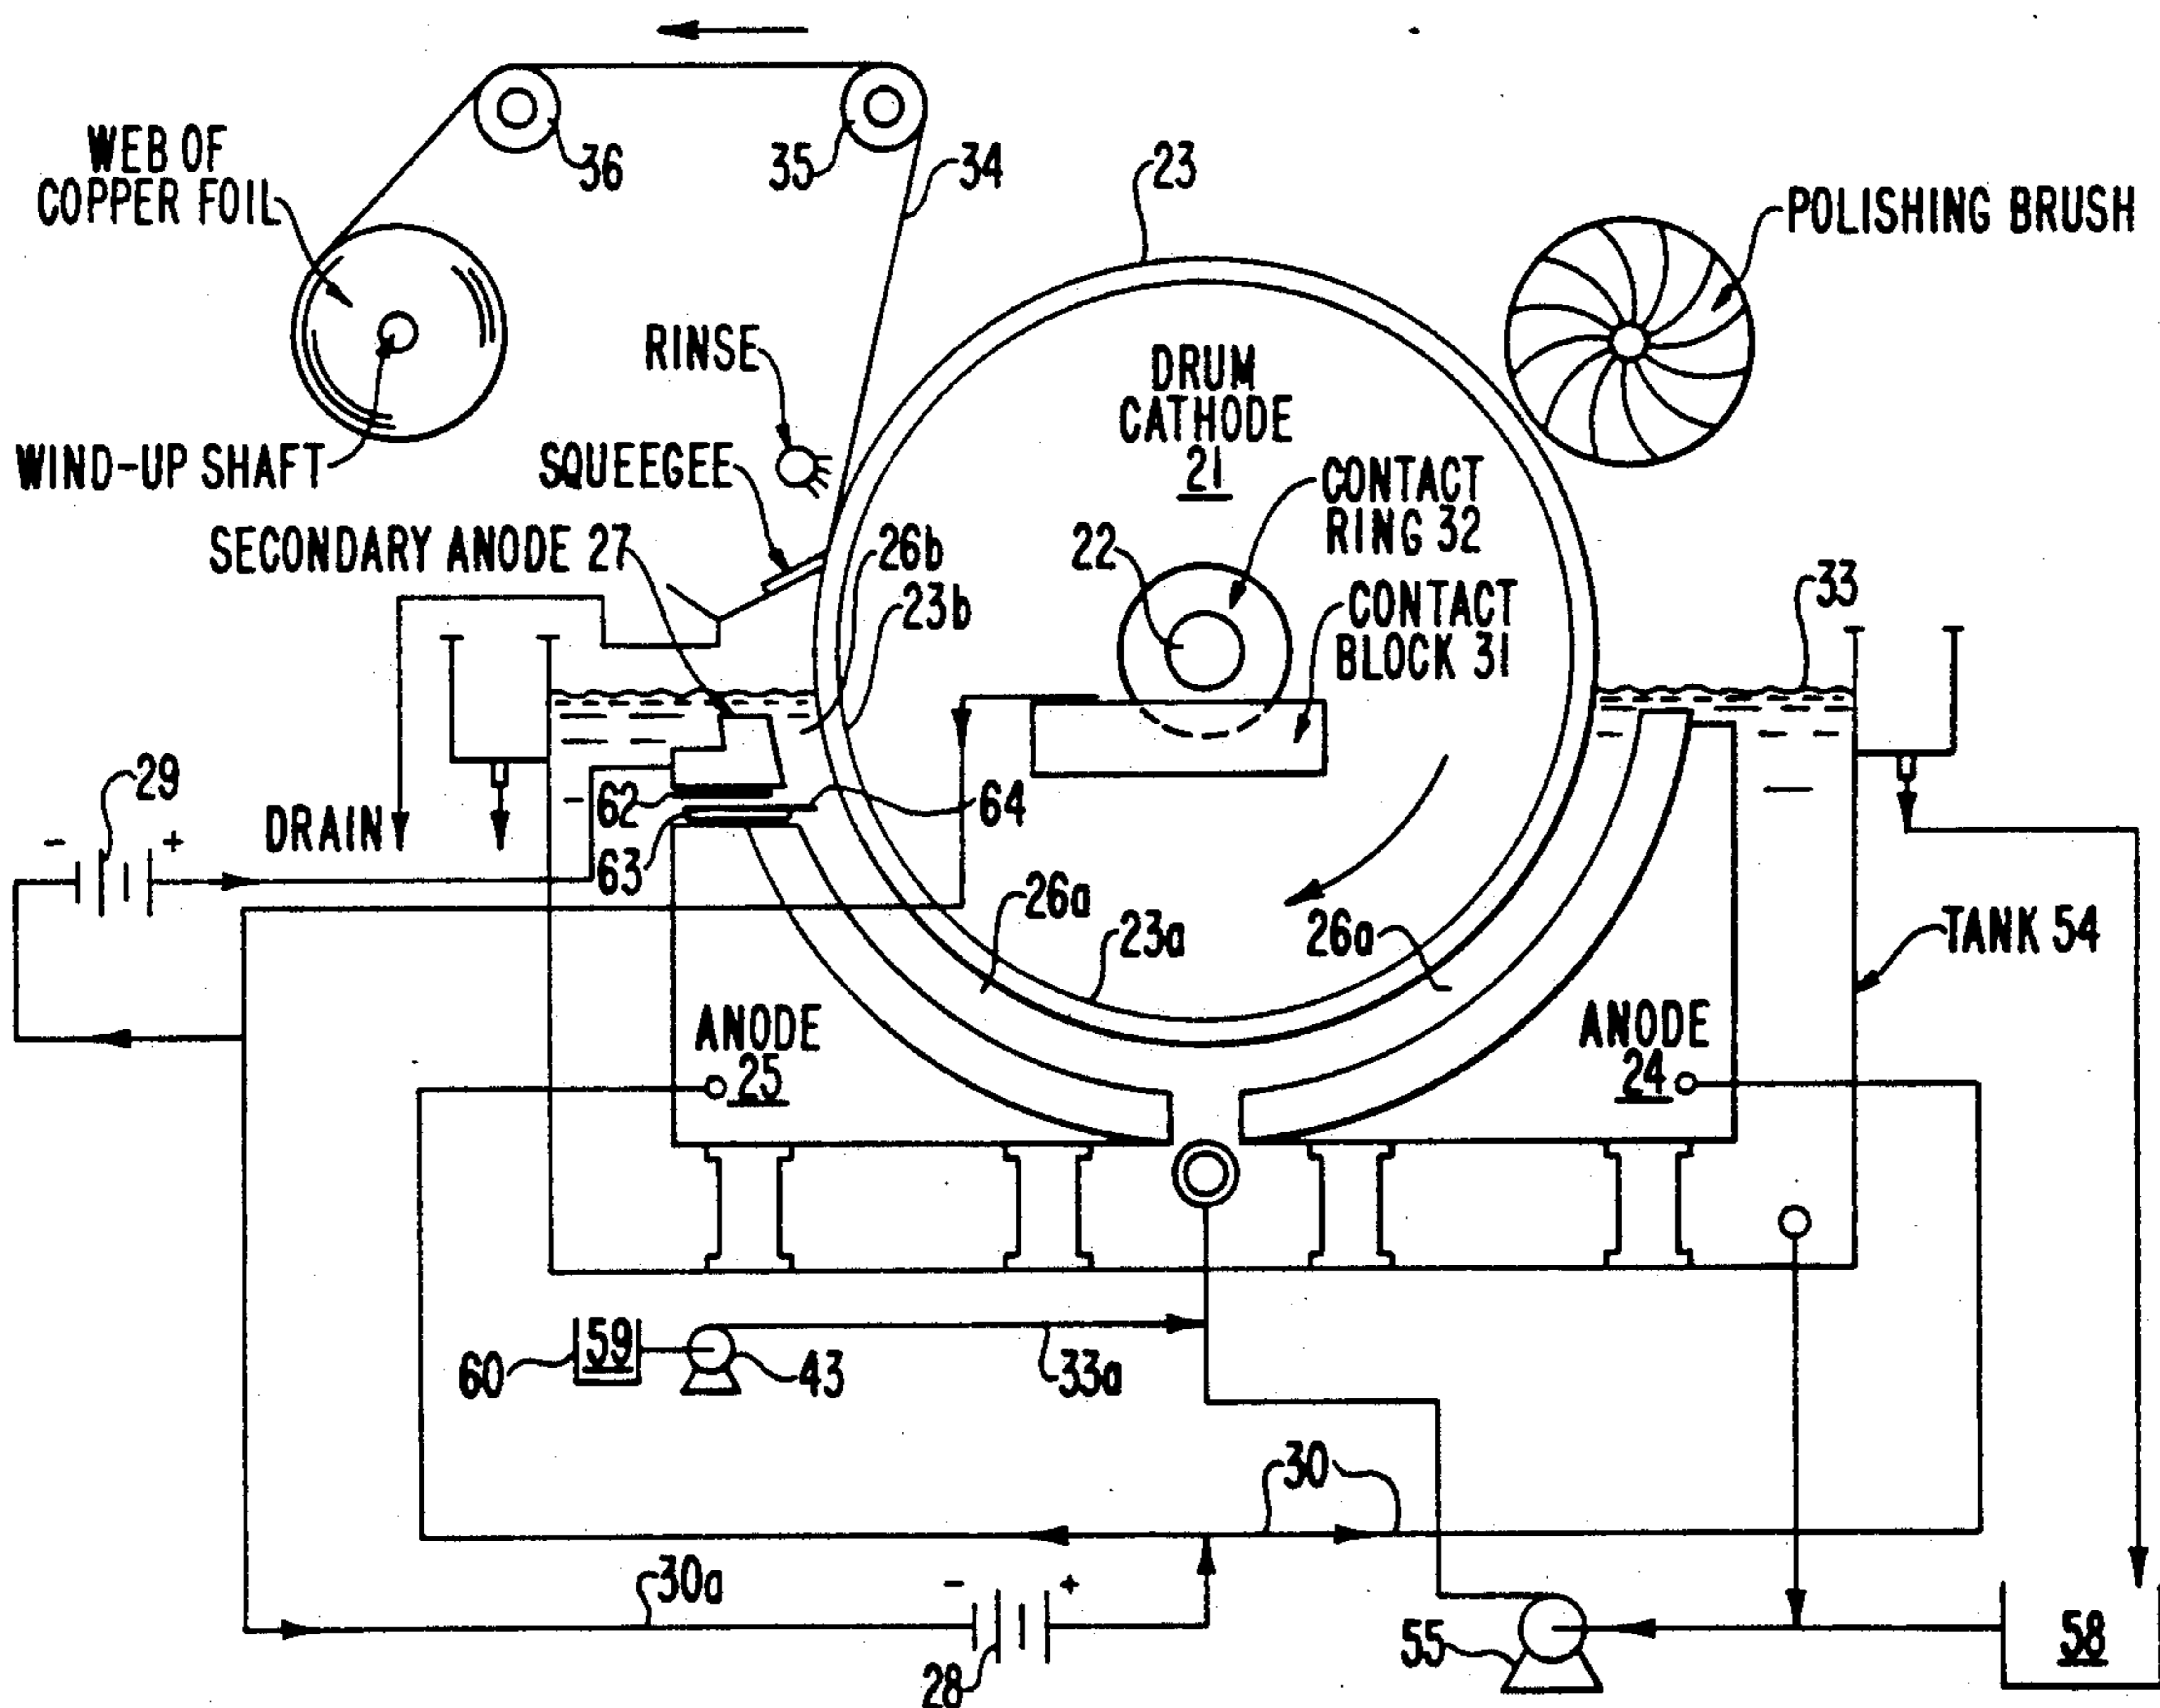 WEB OF
COPPER FOIL
36
35
34
23
POLISHING BRUSH
RINSE
DRUM
CATHODE
21
WIND-UP SHAFT
SQUEEGEE
CONTACT
RING 32
SECONDARY ANODE 27
26b
22
23b
CONTACT
BLOCK 31
33
29
- +
DRAIN
62
64
63
26a
23a
26a
TANK 54
ANODE
25
ANODE
24
60
59
43
33a
30
30a
- +
28
55
58